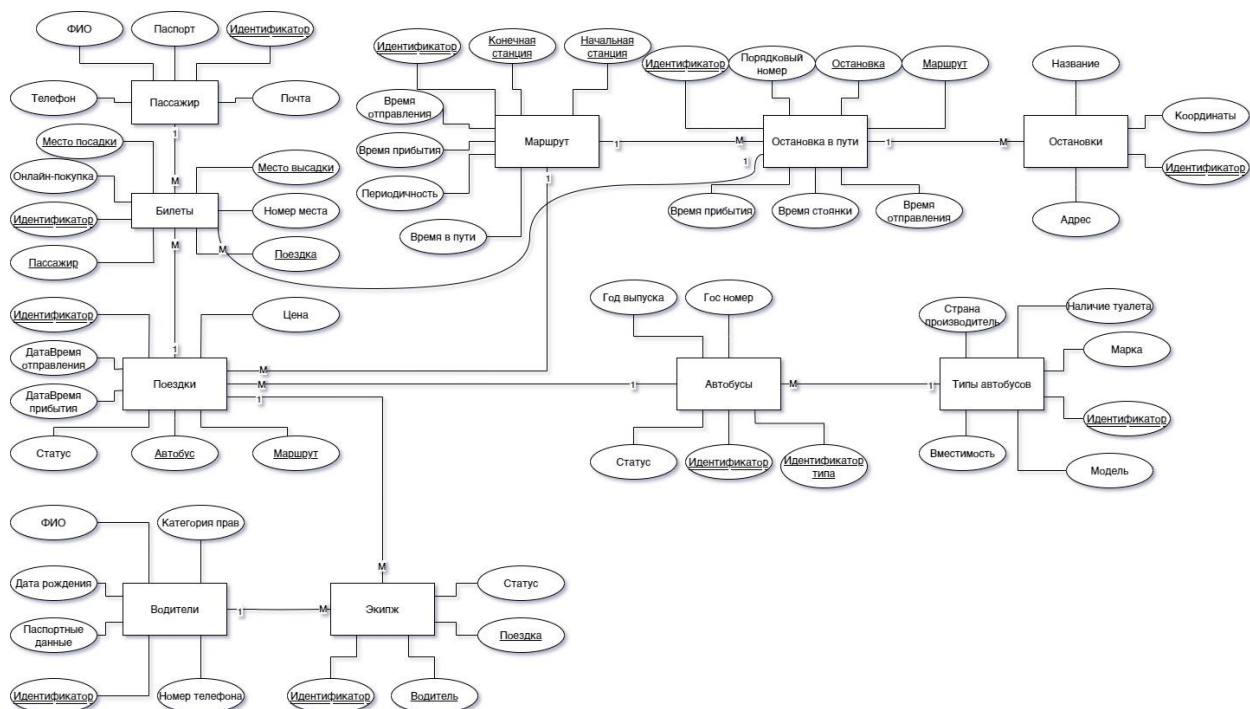 ФИО
Паспорт
Идентификатор
Телефон
Пассажир
Почта
1
М
Место посадки
Онлайн-покупка
Идентификатор
Пассажир
Билеты
Место высадки
Номер места
Поездка
М
М
1
Идентификатор
Конечная
станция
Начальная
станция
Время
отправления
Время прибытия
Периодичность
Время в пути
Маршрут
1
1
М
1
Идентификатор
Порядковый
номер
Остановка
Маршрут
Остановка в пути
Время прибытия
Время стоянки
Время
отправления
1
М
Название
Координаты
Остановки
Идентификатор
Адрес
Идентификатор
Цена
ДатаВремя
отправления
ДатаВремя
прибытия
Поездки
Статус
Автобус
Маршрут
М
М
1
1
Год выпуска
Гос номер
Автобусы
Статус
Идентификатор
Идентификатор
типа
М
1
Страна
производитель
Наличие туалета
Марка
Типы автобусов
Идентификатор
Вместимость
Модель
ФИО
Категория прав
Дата рождения
Водители
Паспортные
данные
Идентификатор
Номер телефона
1
М
М
Экипж
Статус
Поездка
Идентификатор
Водитель